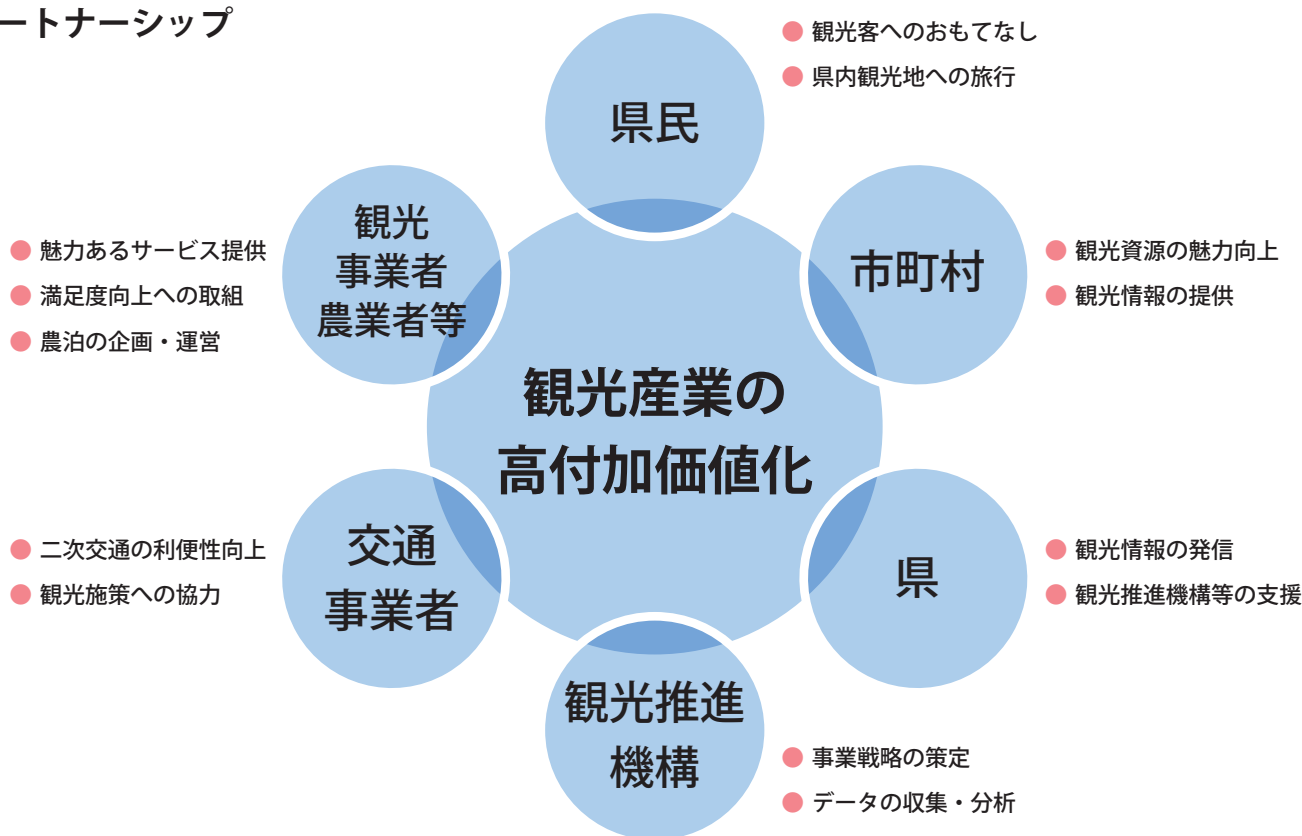 ートナーシップ
県民
観光客へのおもてなし
県内観光地への旅行
観光
事業者
農業者等
魅力あるサービス提供
満足度向上への取組
農泊の企画・運営
市町村
観光資源の魅力向上
観光情報の提供
観光産業の
高付加価値化
交通
事業者
二次交通の利便性向上
観光施策への協力
県
観光情報の発信
観光推進機構等の支援
観光推進
機構
事業戦略の策定
データの収集・分析